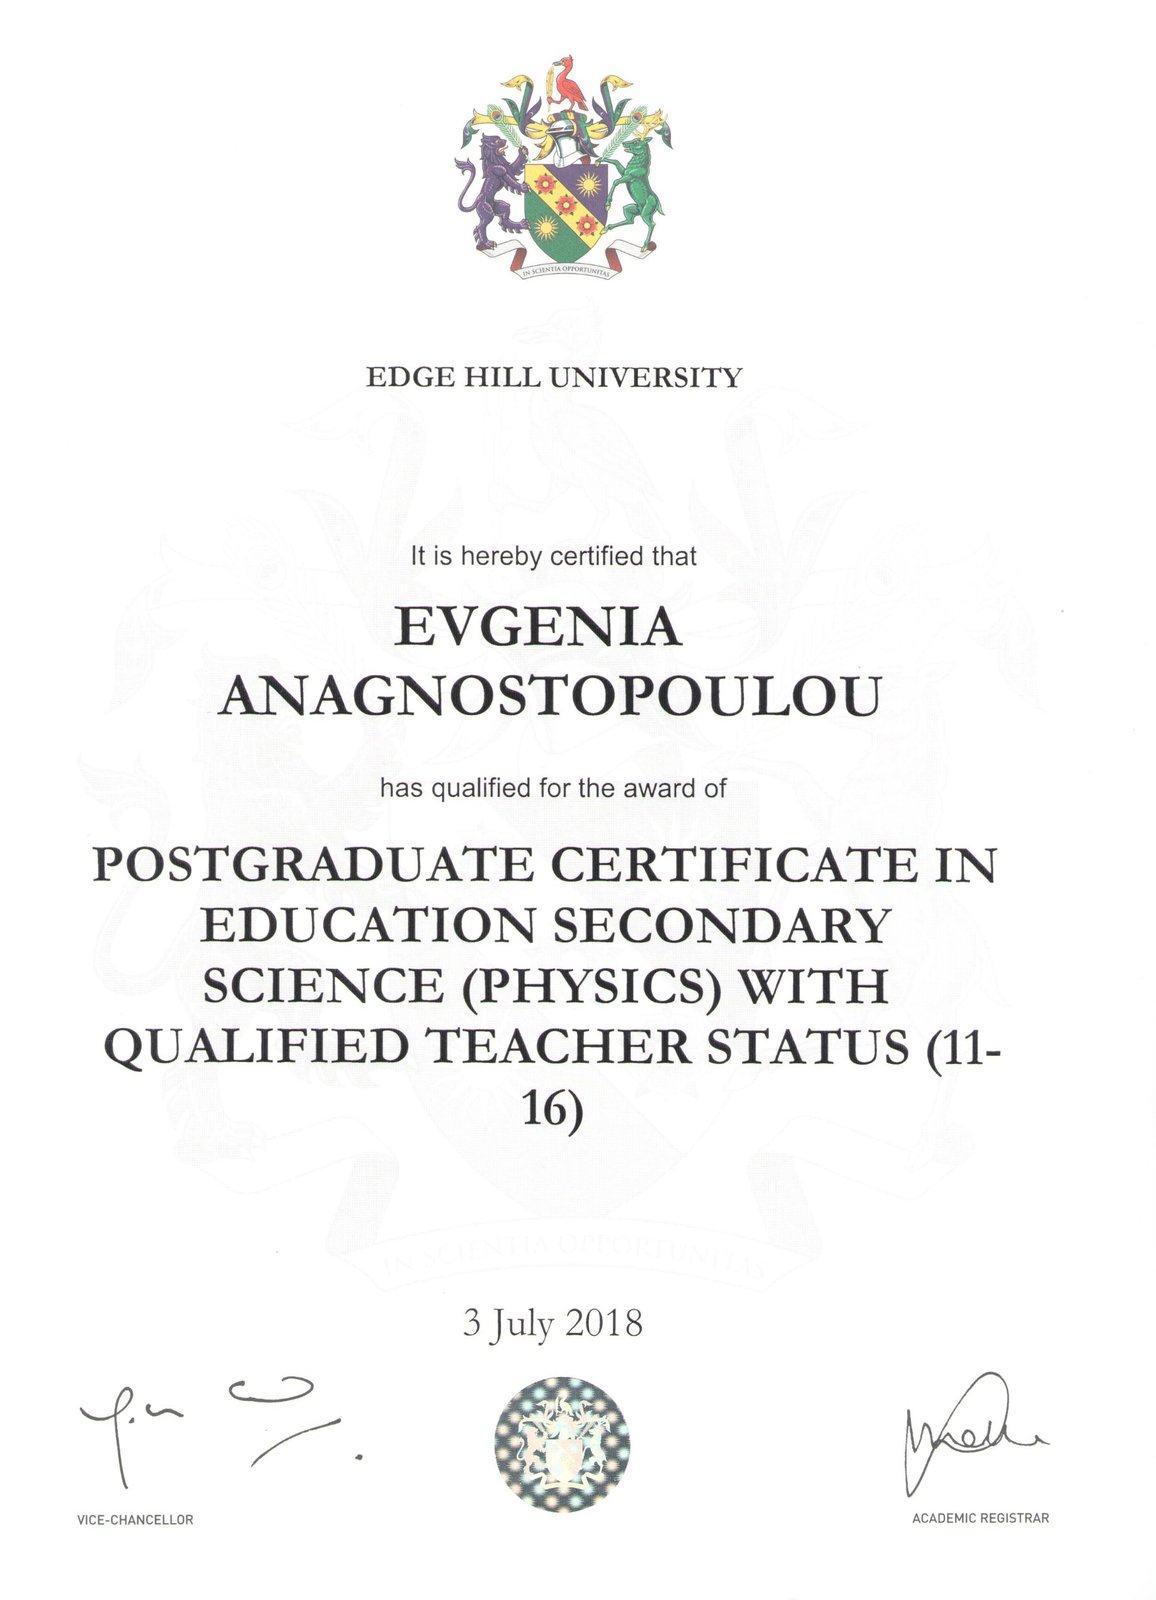 IN SCIENTIA OPPORTUNITAS
EDGE HILL UNIVERSITY
It is hereby certified that
EVGENIA
ANAGNOSTOPOULOU
has qualified for the award of
POSTGRADUATE CERTIFICATE IN
EDUCATION SECONDARY
SCIENCE (PHYSICS) WITH
QUALIFIED TEACHER STATUS (11-
16)
IN SCIENTIA OPPORTUNITAS
3 July 2018
VICE-CHANCELLOR
ACADEMIC REGISTRAR